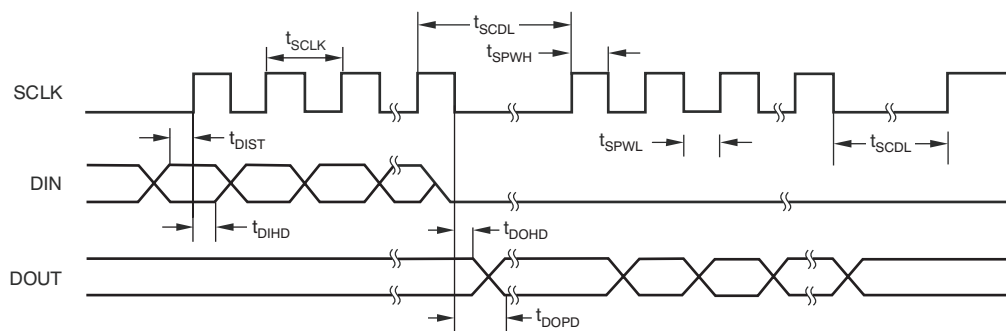 tSCDL
tSCLK
tSPWH
SCLK
tDIST
tSPWL
tSCDL
DIN
tDIHD
tDOHD
DOUT
tDOPD